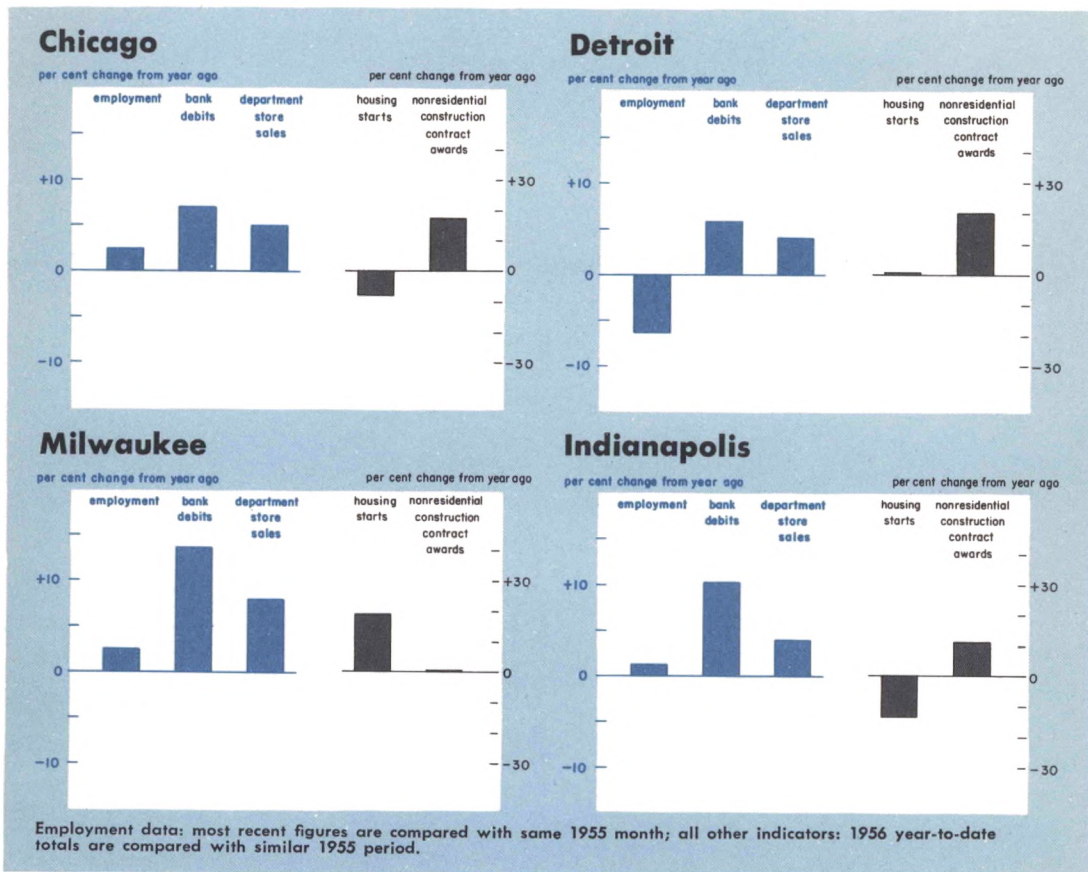 Chicago
per cent change from year ago
per cent change from year ago
employment
bank
debits
department
store
sales
housing
starts
nonresidential
construction
contract
awards
+10
0
-10
+30
0
-30
Detroit
per cent change from year ago
per cent change from year ago
employment
bank
debits
department
store
sales
housing
starts
nonresidential
construction
contract
awards
+10
0
-10
+30
0
-30
Milwaukee
per cent change from year ago
per cent change from year ago
employment
bank
debits
department
store
sales
housing
starts
nonresidential
construction
contract
awards
+10
0
-10
+30
0
-30
Indianapolis
per cent change from year ago
per cent change from year ago
employment
bank
debits
department
store
sales
housing
starts
nonresidential
construction
contract
awards
+10
0
-10
+30
0
-30
Employment data: most recent figures are compared with same 1955 month; all other indicators: 1956 year-to-date
totals are compared with similar 1955 period.